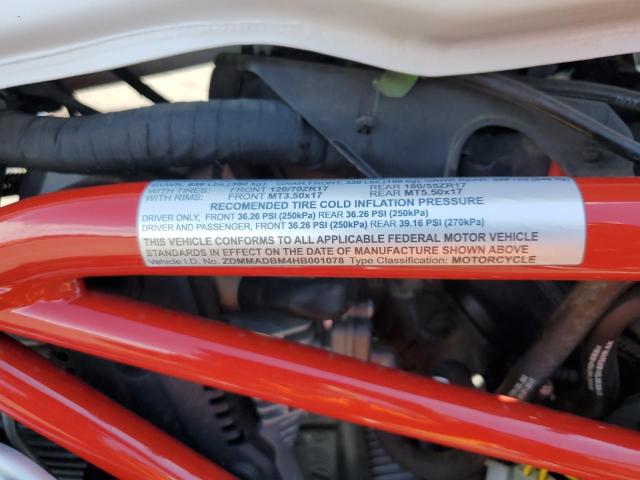 WITH TIRES: FRONT 120/70ZR17 REAR 180/55ZR17
WITH RIMS: FRONT MT3.50x17 REAR MT5.50x17
RECOMENDED TIRE COLD INFLATION PRESSURE
DRIVER ONLY, FRONT 36.26 PSI (250kPa) REAR 36.26 PSI (250kPa)
DRIVER AND PASSENGER, FRONT 36.26 PSI (250kPa) REAR 39.16 PSI (270kPa)
THIS VEHICLE CONFORMS TO ALL APPLICABLE FEDERAL MOTOR VEHICLE
STANDARDS IN EFFECT ON THE DATE OF MANUFACTURE SHOWN ABOVE
Vehicle I.D. No. ZDMMADBM4HB001078 Type Classification: MOTORCYCLE